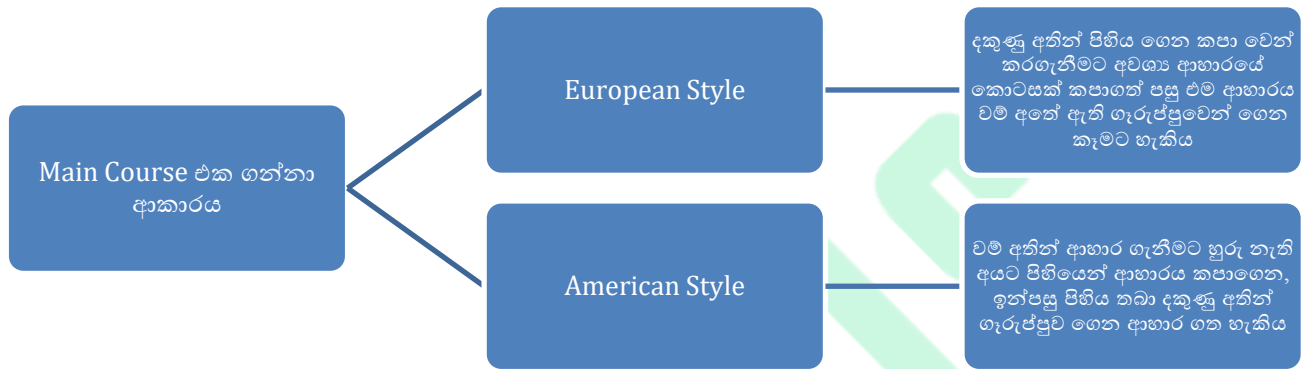 Main Course එක ගන්නා
ආකාරය
European Style
දකුණු අතින් පිහිය ගෙන කපා වෙන්
කරගැනීමට අවශ්‍ය ආහාරයේ
කොටසක් කපාගත් පසු එම ආහාරය
වම් අතේ ඇති ගෑරුප්පුවෙන් ගෙන
කෑමට හැකිය
American Style
වම් අතින් ආහාර ගැනීමට හුරු නැති
අයට පිහියෙන් ආහාරය කපාගෙන,
ඉන්පසු පිහිය තබා දකුණු අතින්
ගෑරුප්පුව ගෙන ආහාර ගත හැකිය